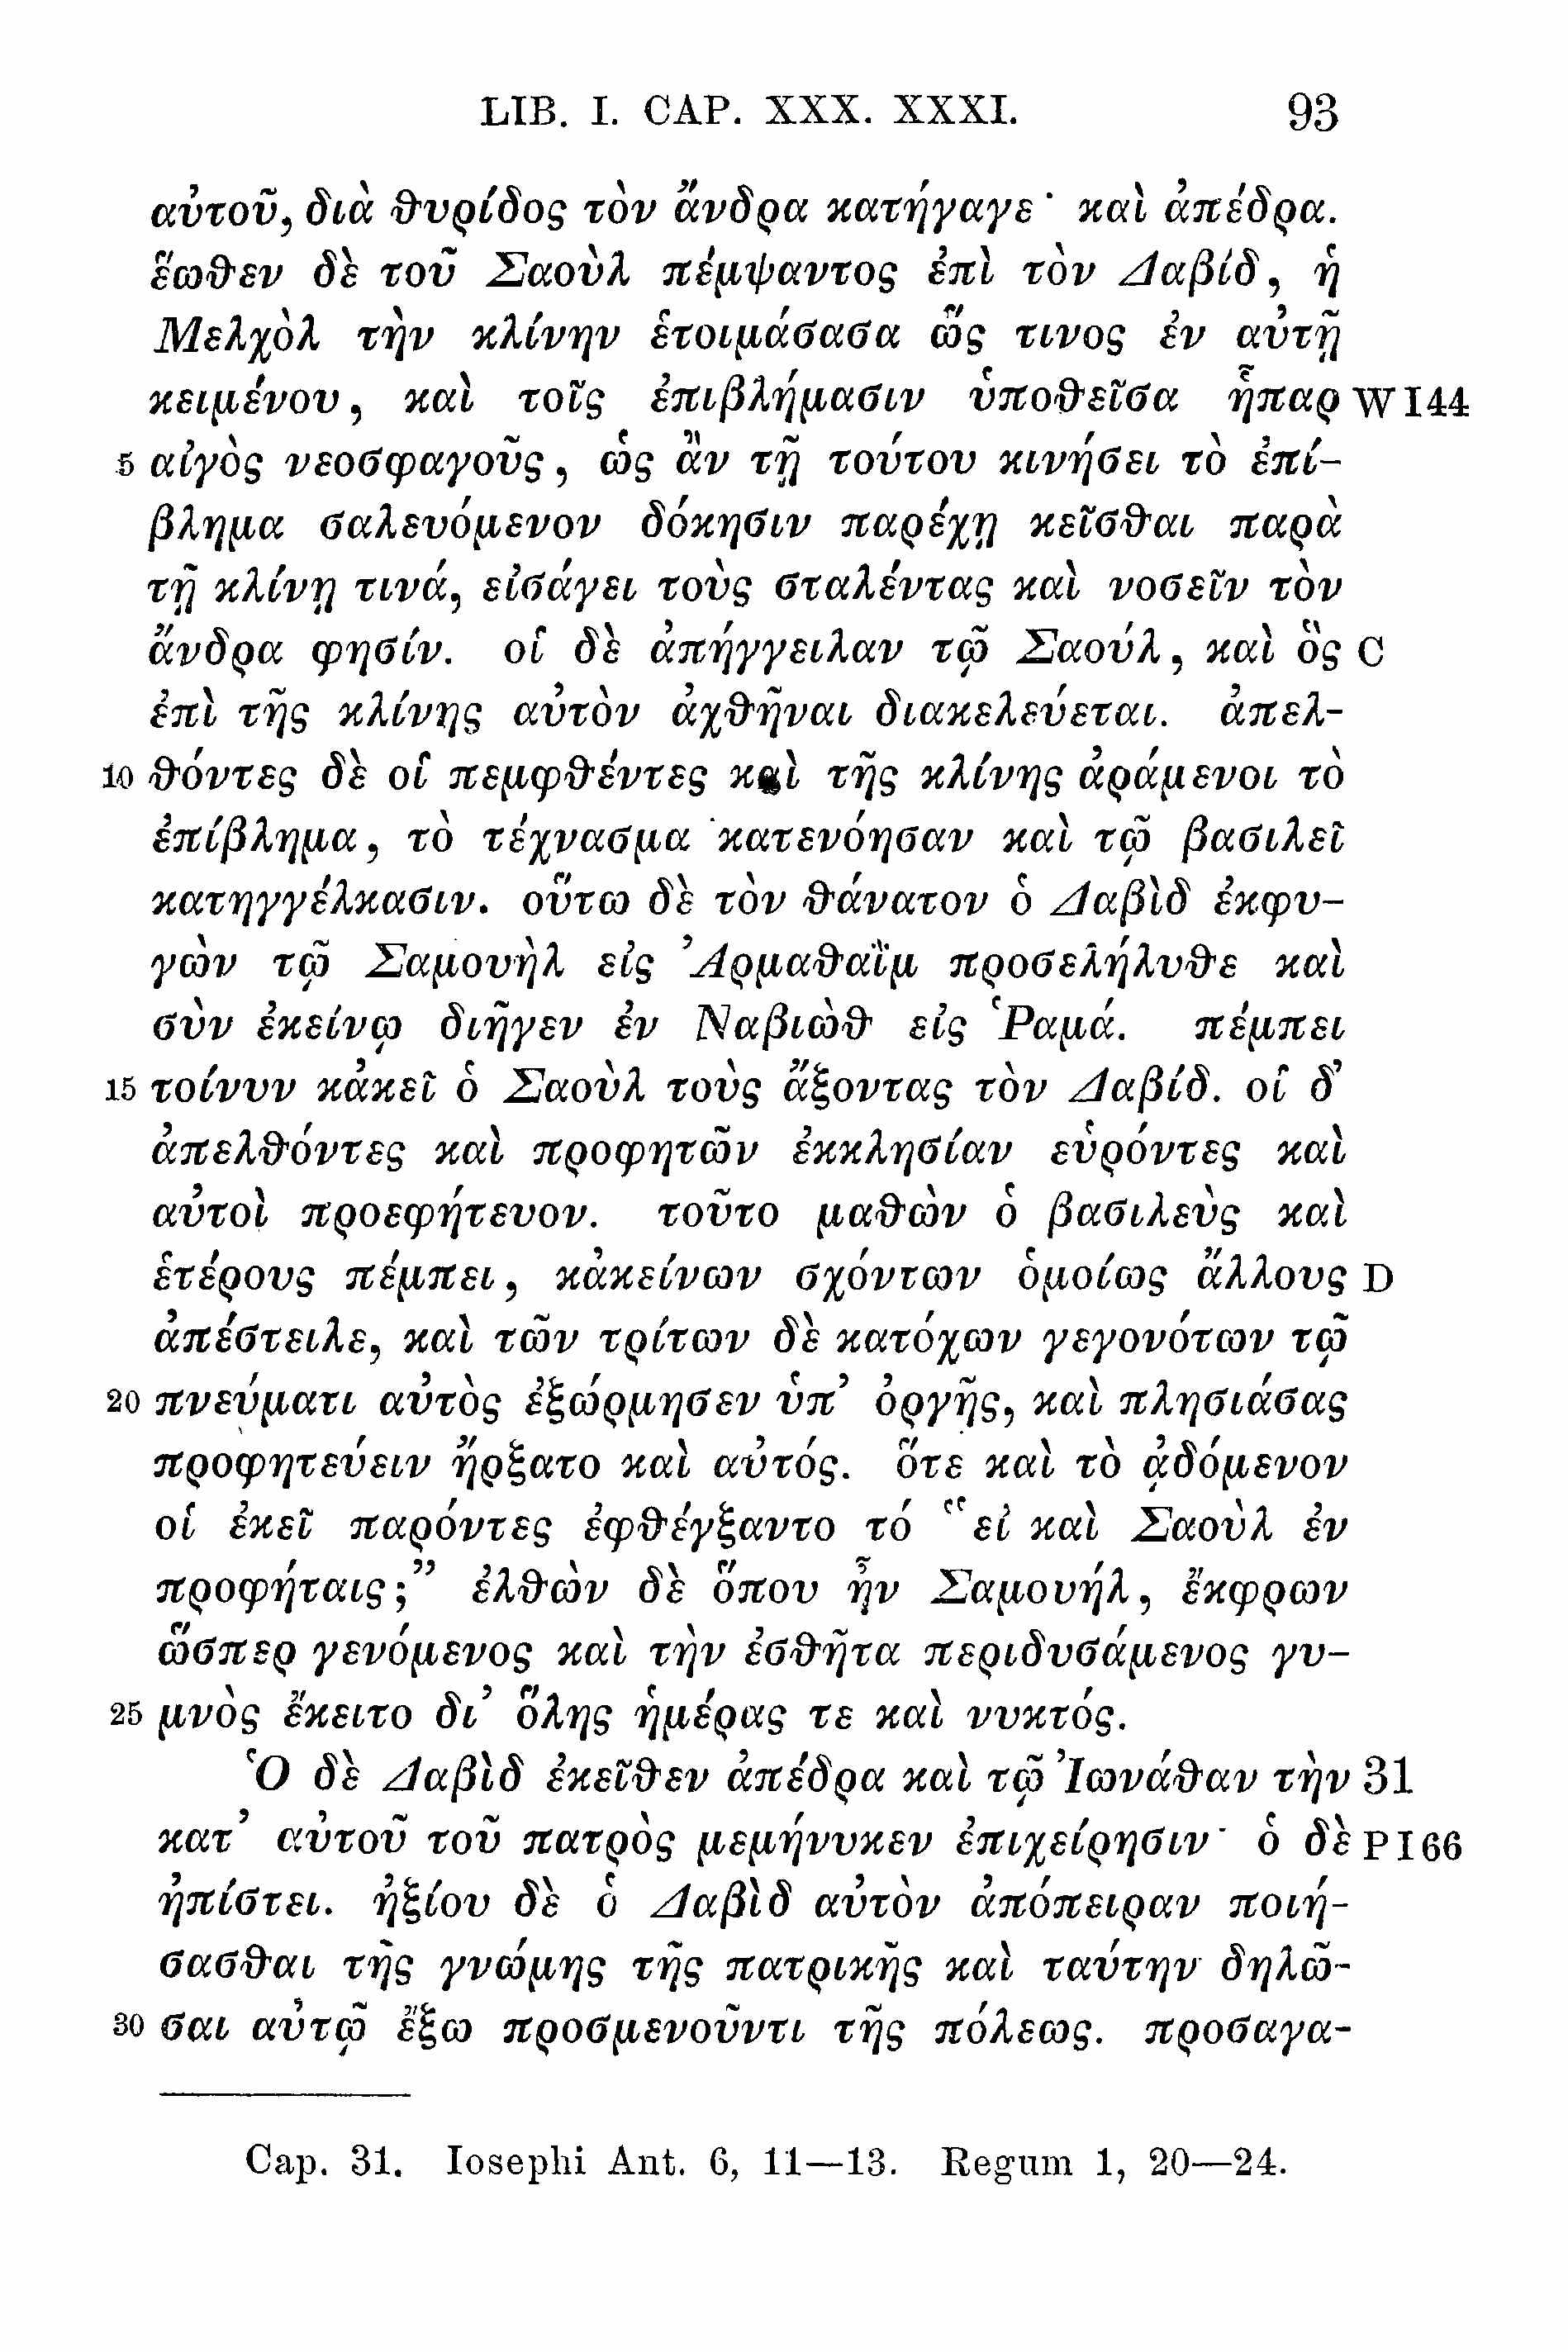 LIB. I. CAP. XXX. XXXI. 93
αὐτοῦ, διὰ ϑυρίδος τὸν ἄνδρα κατήγαγε· καὶ ἀπέδρα.
ἕωϑεν δὲ τοῦ Σαοὺλ πέμψαντος ἐπὶ τὸν Δαβίδ, ἡ
Μελχὸλ τὴν κλίνην ἑτοιμάσασα ὥς τινος ἐν αὐτῇ
κειμένου, καὶ τοῖς ἐπιβλήμασιν ὑποϑεῖσα ἧπαρ W I 44
5 αἰγὸς νεοσφαγοῦς, ὡς ἂν τῇ τούτου κινήσει τὸ ἐπί-
βλημα σαλευόμενον δόκησιν παρέχῃ κεῖσϑαι παρὰ
τῇ κλίνῃ τινά, εἰσάγει τοὺς σταλέντας καὶ νοσεῖν τὸν
ἄνδρα φησίν. οἱ δὲ ἀπήγγειλαν τῷ Σαούλ, καὶ ὃς C
ἐπὶ τῆς κλίνης αὐτὸν ἀχϑῆναι διακελεύεται. ἀπελ-
10 ϑόντες δὲ οἱ πεμφϑέντες καὶ τῆς κλίνης ἀράμενοι τὸ
ἐπίβλημα, τὸ τέχνασμα κατενόησαν καὶ τῷ βασιλεῖ
κατηγγέλκασιν. οὕτω δὲ τὸν ϑάνατον ὁ Δαβὶδ ἐκφυ-
γὼν τῷ Σαμουὴλ εἰς Ἀρμαϑαῒμ προσελήλυϑε καὶ
σὺν ἐκείνῳ διῆγεν ἐν Ναβιὼϑ εἰς Ῥαμά. πέμπει
15 τοίνυν κἀκεῖ ὁ Σαοὺλ τοὺς ἄξοντας τὸν Δαβίδ. οἱ δ’
ἀπελϑόντες καὶ προφητῶν ἐκκλησίαν εὑρόντες καὶ
αὐτοὶ προεφήτευον. τοῦτο μαϑὼν ὁ βασιλεὺς καὶ
ἑτέρους πέμπει, κἀκείνων σχόντων ὁμοίως ἄλλους D
ἀπέστειλε, καὶ τῶν τρίτων δὲ κατόχων γεγονότων τῷ
20 πνεύματι αὐτὸς ἐξώρμησεν ὑπ’ ὀργῆς, καὶ πλησιάσας
προφητεύειν ἤρξατο καὶ αὐτός. ὅτε καὶ τὸ ᾀδόμενον
οἱ ἐκεῖ παρόντες ἐφϑέγξαντο τό “εἰ καὶ Σαοὺλ ἐν
προφήταις;” ἐλϑὼν δὲ ὅπου ἦν Σαμουήλ, ἔκφρων
ὥσπερ γενόμενος καὶ τὴν ἐσϑῆτα περιδυσάμενος γυ-
25 μνὸς ἔκειτο δι’ ὅλης ἡμέρας τε καὶ νυκτός.
Ὁ δὲ Δαβὶδ ἐκεῖϑεν ἀπέδρα καὶ τῷ Ἰωνάϑαν τὴν 31
κατ’ αὐτοῦ τοῦ πατρὸς μεμήνυκεν ἐπιχείρησιν· ὁ δὲ P I 66
ἠπίστει. ἠξίου δὲ ὁ Δαβὶδ αὐτὸν ἀπόπειραν ποιή-
σασϑαι τῆς γνώμης τῆς πατρικῆς καὶ ταύτην δηλῶ-
30 σαι αὐτῷ ἔξω προσμενοῦντι τῆς πόλεως. προσαγα-
Cap. 31. Iosephi Ant. 6, 11—13. Regum 1, 20—24.